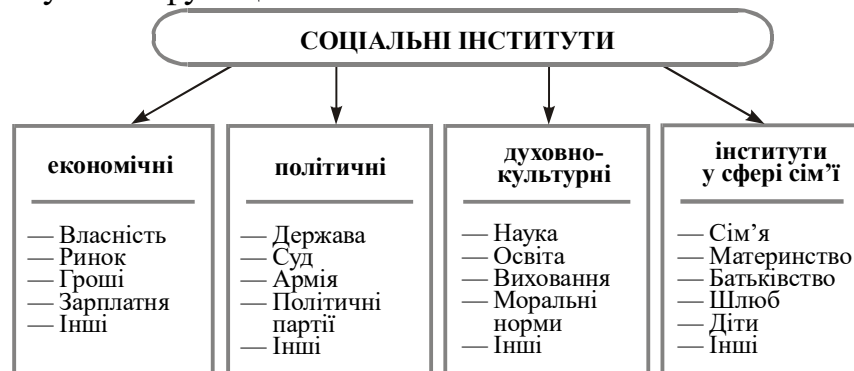 СОЦІАЛЬНІ ІНСТИТУТИ
економічні
— Власність
— Ринок
— Гроші
— Зарплатня
— Інші
політичні
— Держава
— Суд
— Армія
— Політичні
партії
— Інші
духовно-
культурні
— Наука
— Освіта
— Виховання
— Моральні
норми
— Інші
інститути
у сфері сім’ї
— Сім’я
— Материнство
— Батьківство
— Шлюб
— Діти
— Інші